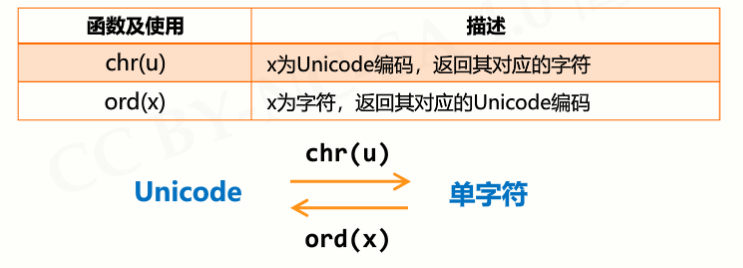 函数及使用 描述
chr(u) x为Unicode编码，返回其对应的字符
ord(x) x为字符，返回其对应的Unicode编码
chr(u)
Unicode 单字符
ord(x)